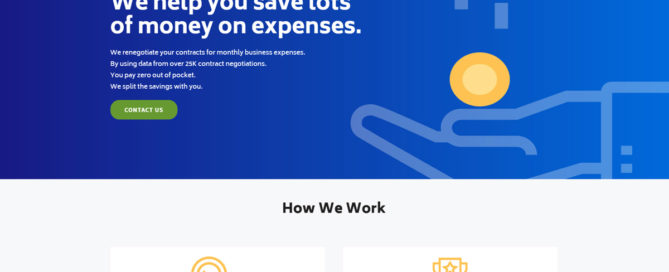 We help you save lots
of money on expenses.
We renegotiate your contracts for monthly business expenses.
By using data from over 25K contract negotiations.
You pay zero out of pocket.
We split the savings with you.
CONTACT US
How We Work